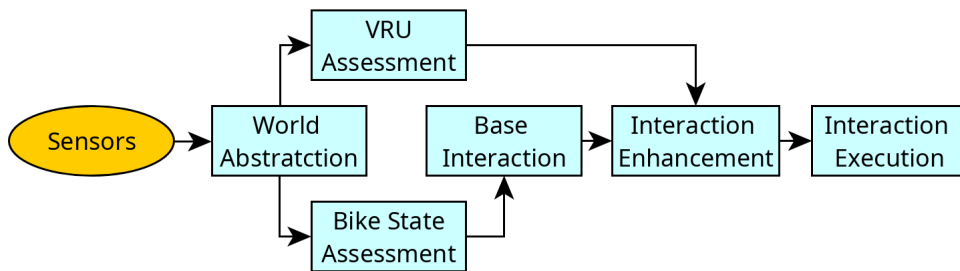 VRU
Assessment
Sensors
World
Abstratction
Base
Interaction
Interaction
Enhancement
Interaction
Execution
Bike State
Assessment